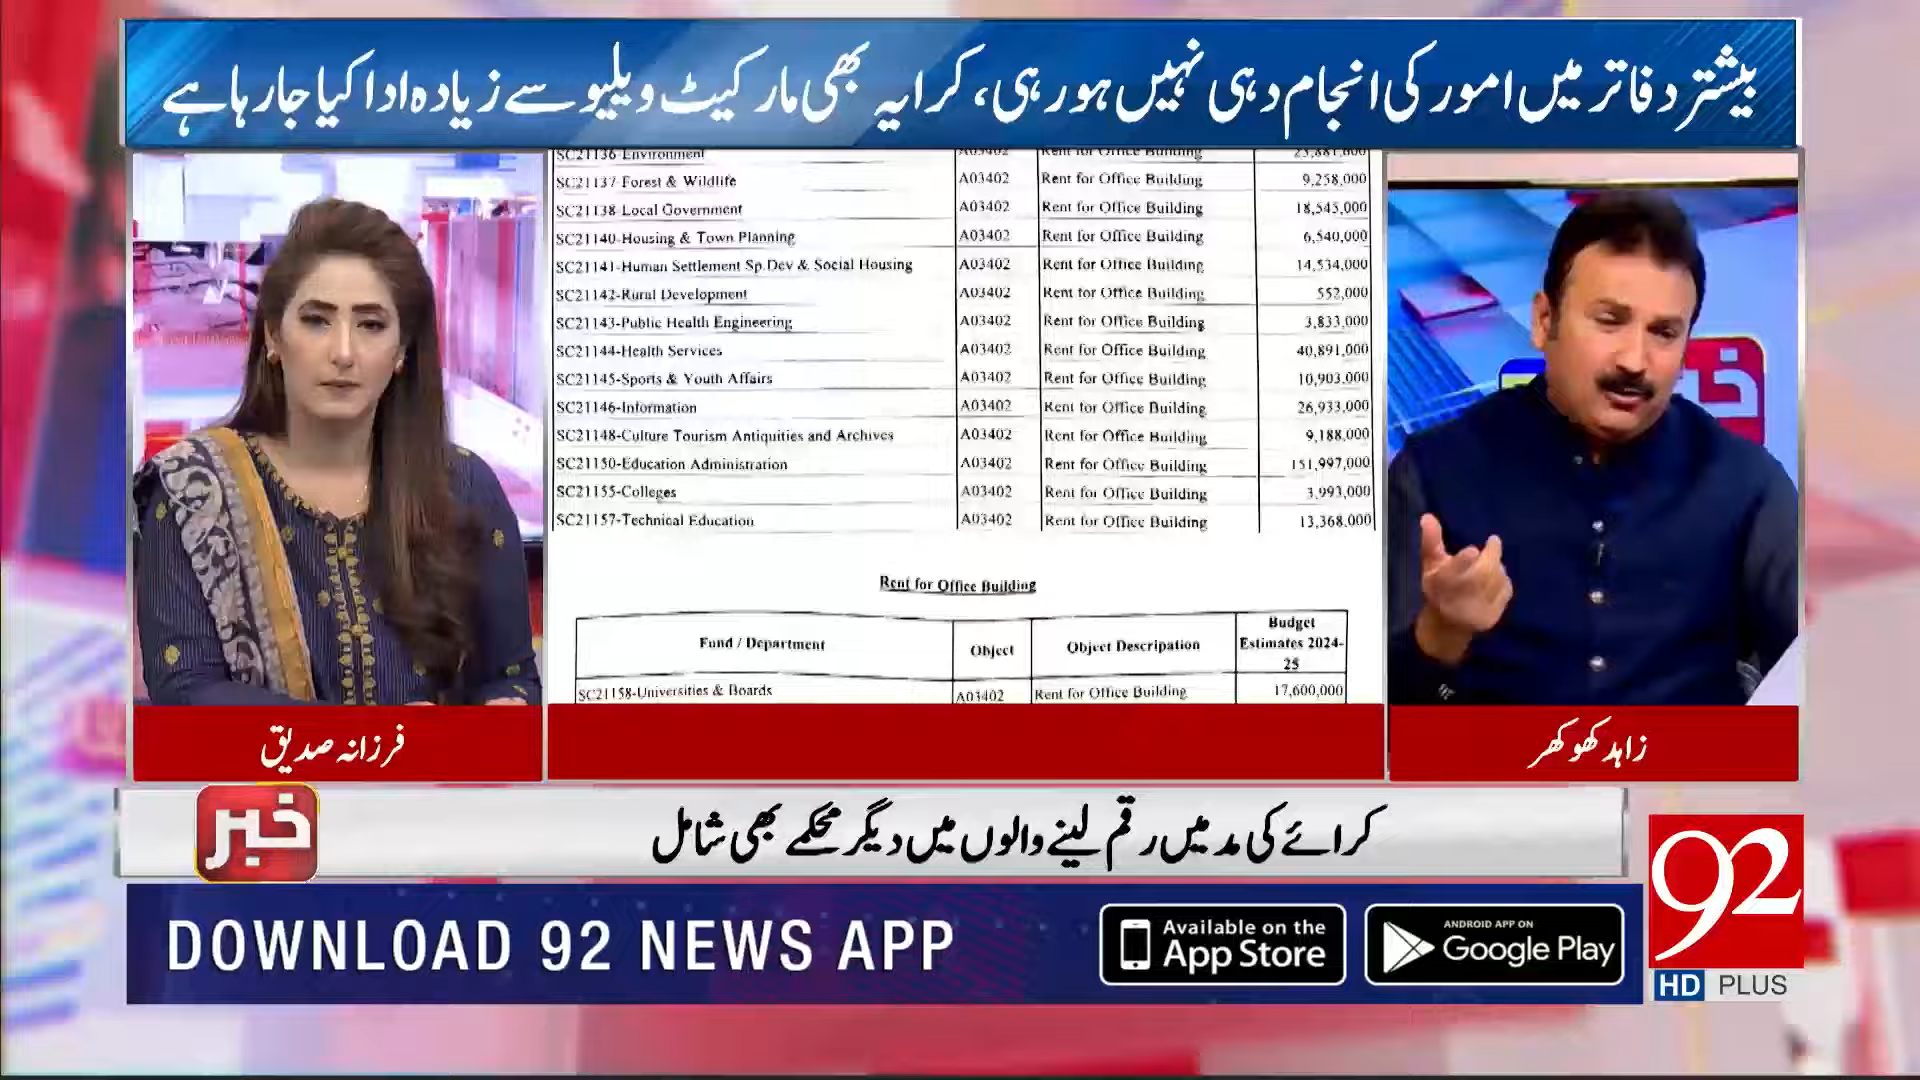 بیشتر دفاتر میں امور کی انجام دہی نہیں ہو رہی، کرایہ بھی مارکیٹ ویلیو سے زیادہ ادا کیا جا رہا ہے
SC21136-Environment A03402 Rent for Office Building 23,881,000
SC21137-Forest & Wildlife A03402 Rent for Office Building 9,258,000
SC21138-Local Government A03402 Rent for Office Building 18,545,000
SC21140-Housing & Town Planning A03402 Rent for Office Building 6,540,000
SC21141-Human Settlement Sp.Dev & Social Housing A03402 Rent for Office Building 14,534,000
SC21142-Rural Development A03402 Rent for Office Building 552,000
SC21143-Public Health Engineering A03402 Rent for Office Building 3,833,000
SC21144-Health Services A03402 Rent for Office Building 40,891,000
SC21145-Sports & Youth Affairs A03402 Rent for Office Building 10,903,000
SC21146-Information A03402 Rent for Office Building 26,933,000
SC21148-Culture Tourism Antiquities and Archives A03402 Rent for Office Building 9,188,000
SC21150-Education Administration A03402 Rent for Office Building 151,997,000
SC21155-Colleges A03402 Rent for Office Building 3,993,000
SC21157-Technical Education A03402 Rent for Office Building 13,368,000
Rent for Office Building
Fund / Department Object Object Description Budget Estimates 2024-25
SC21158-Universities & Boards A03402 Rent for Office Building 17,600,000
فرزانہ صدیق
زاہد کھوکھر
خبر
کرائے کی مد میں رقم لینے والوں میں دیگر محکمے بھی شامل
DOWNLOAD 92 NEWS APP
Available on the
App Store
ANDROID APP ON
Google Play
92
HD PLUS